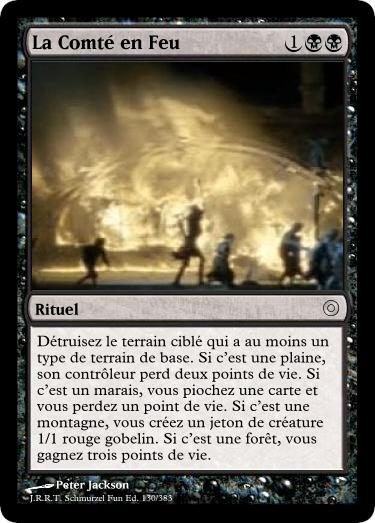 La Comté en Feu
1
Rituel
Détruisez le terrain ciblé qui a au moins un
type de terrain de base. Si c'est une plaine,
son contrôleur perd deux points de vie. Si
c'est un marais, vous piochez une carte et
vous perdez un point de vie. Si c'est une
montagne, vous créez un jeton de créature
1/1 rouge gobelin. Si c'est une forêt, vous
gagnez trois points de vie.
Peter Jackson
J.R.R.T. Schmurzel Fun Ed. 130/383